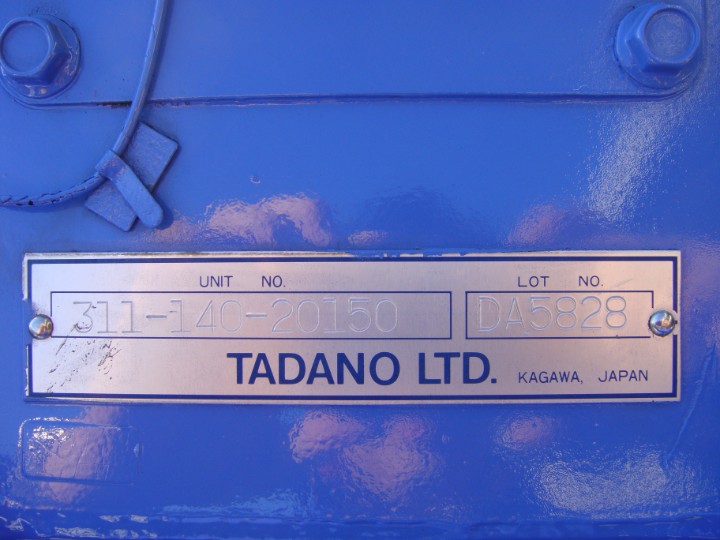 UNIT NO. LOT NO.
311-140-20150 DA5828
TADANO LTD. KAGAWA, JAPAN